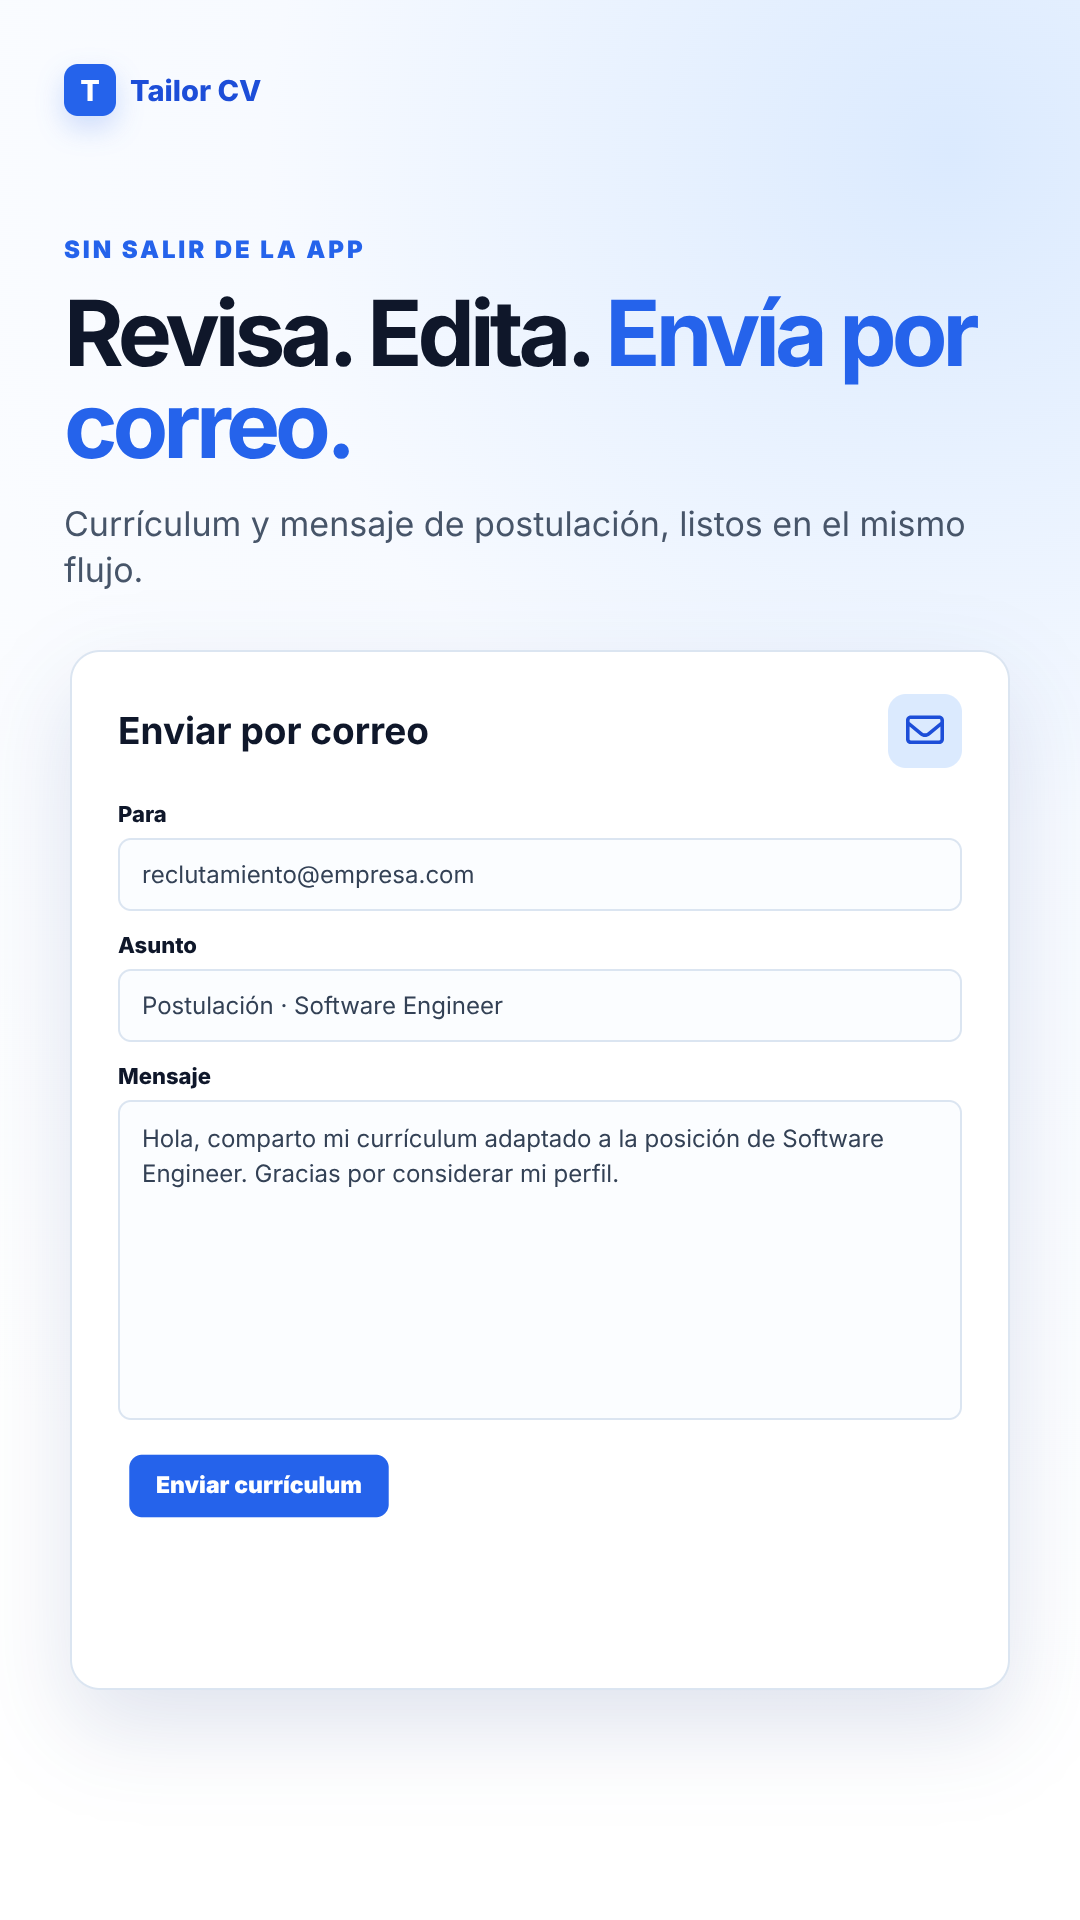 T Tailor CV
SIN SALIR DE LA APP
Revisa. Edita. Envía por
correo.
Currículum y mensaje de postulación, listos en el mismo
flujo.
Enviar por correo
Para
reclutamiento@empresa.com
Asunto
Postulación · Software Engineer
Mensaje
Hola, comparto mi currículum adaptado a la posición de Software
Engineer. Gracias por considerar mi perfil.
Enviar currículum